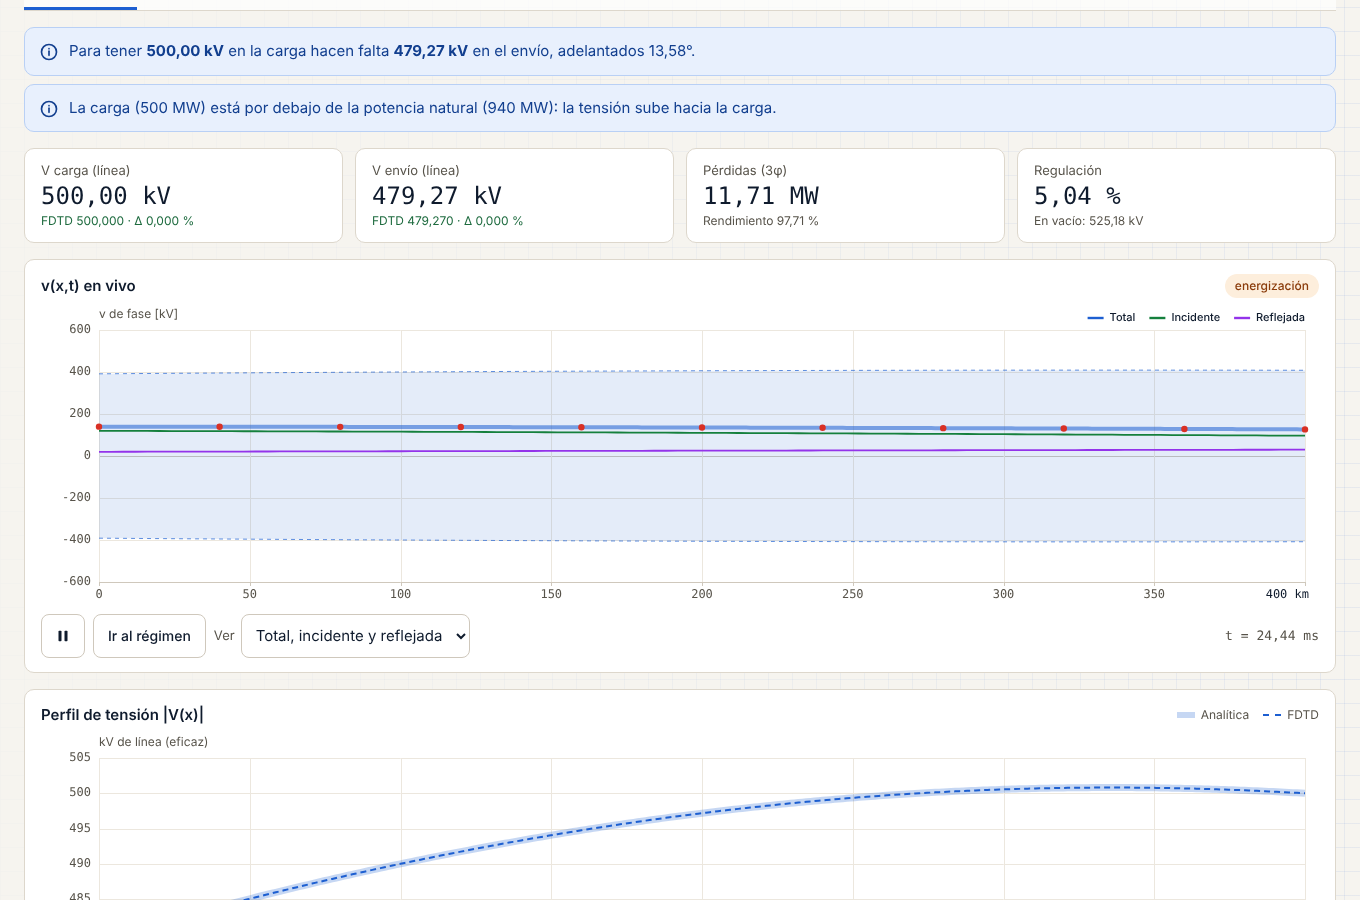 Para tener 500,00 kV en la carga hacen falta 479,27 kV en el envío, adelantados 13,58°.
La carga (500 MW) está por debajo de la potencia natural (940 MW): la tensión sube hacia la carga.
V carga (línea)
500,00 kV
FDTD 500,000 · Δ 0,000 %
V envío (línea)
479,27 kV
FDTD 479,270 · Δ 0,000 %
Pérdidas (3φ)
11,71 MW
Rendimiento 97,71 %
Regulación
5,04 %
En vacío: 525,18 kV
v(x,t) en vivo
energización
v de fase [kV]
Total
Incidente
Reflejada
600
400
200
0
-200
-400
-600
0
50
100
150
200
250
300
350
400 km
Ir al régimen
Ver
Total, incidente y reflejada
t = 24,44 ms
Perfil de tensión |V(x)|
Analítica
FDTD
kV de línea (eficaz)
505
500
495
490
485